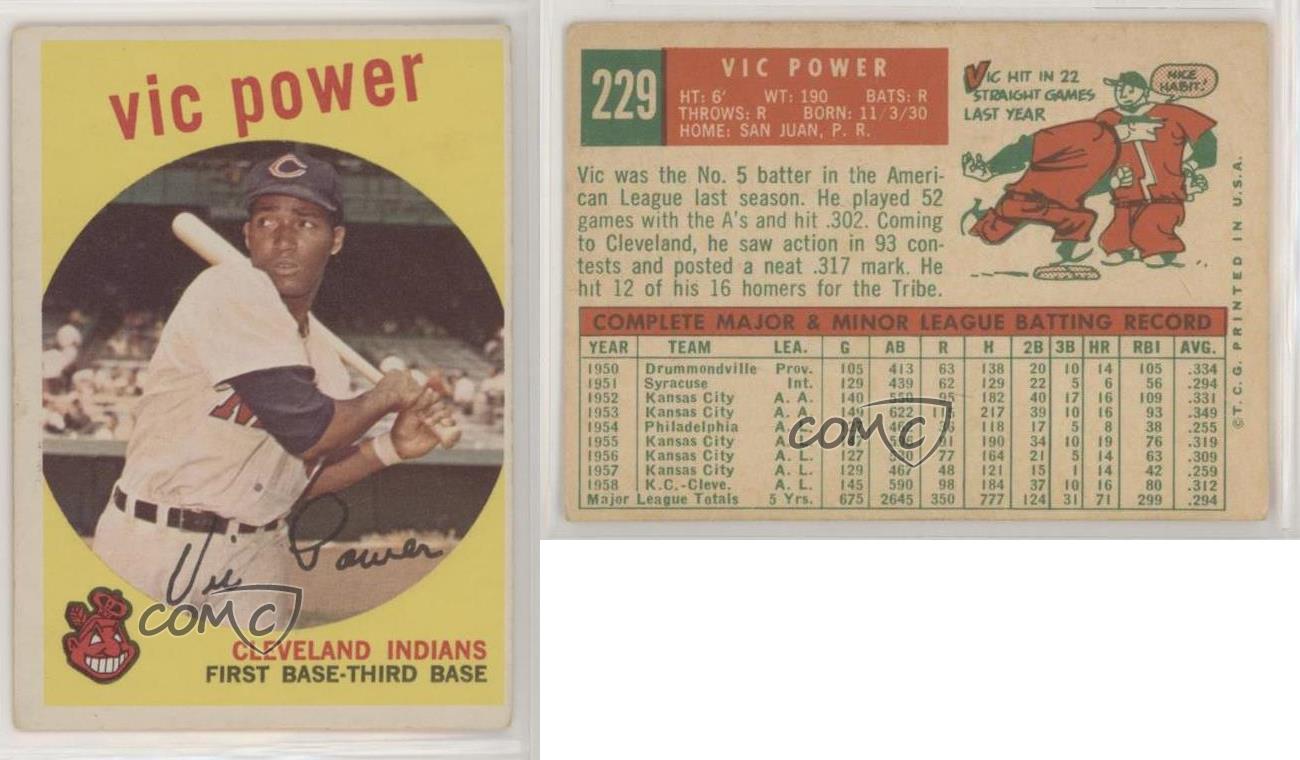 vic power
C
Vic Power
COMC
CLEVELAND INDIANS
FIRST BASE-THIRD BASE
229
VIC POWER
HT: 6' WT: 190 BATS: R
THROWS: R BORN: 11/3/30
HOME: SAN JUAN, P. R.
VIC HIT IN 22
STRAIGHT GAMES
LAST YEAR
NICE
HABIT!
Vic was the No. 5 batter in the Ameri-
can League last season. He played 52
games with the A's and hit .302. Coming
to Cleveland, he saw action in 93 con-
tests and posted a neat .317 mark. He
hit 12 of his 16 homers for the Tribe.
COMPLETE MAJOR & MINOR LEAGUE BATTING RECORD
YEAR TEAM LEA. G AB R H 2B 3B HR RBI AVG.
1950 Drummondville Prov. 105 413 63 138 20 10 14 105 .334
1951 Syracuse Int. 129 439 62 129 22 5 6 56 .294
1952 Kansas City A. A. 140 550 95 182 40 17 16 109 .331
1953 Kansas City A. A. 149 622 217 39 10 16 93 .349
1954 Philadelphia A. L. 118 17 5 8 38 .255
1955 Kansas City A. L. 91 190 34 10 19 76 .319
1956 Kansas City A. L. 127 77 164 21 5 14 63 .309
1957 Kansas City A. L. 129 467 48 121 15 1 14 42 .259
1958 K.C.-Cleve. A. L. 145 590 98 184 37 10 16 80 .312
Major League Totals 5 Yrs. 675 2645 350 777 124 31 71 299 .294
COMC
©T. C. G. PRINTED IN U.S.A.